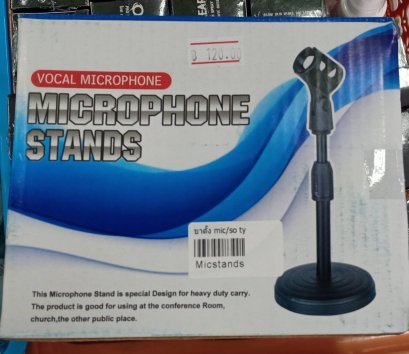 ฿ 120.00
VOCAL MICROPHONE
MICROPHONE
STANDS
ขาตั้ง mic/so ty
Micstands
This Microphone Stand is special Design for heavy duty carry.
The product is good for using at the conference Room,
church,the other public place.